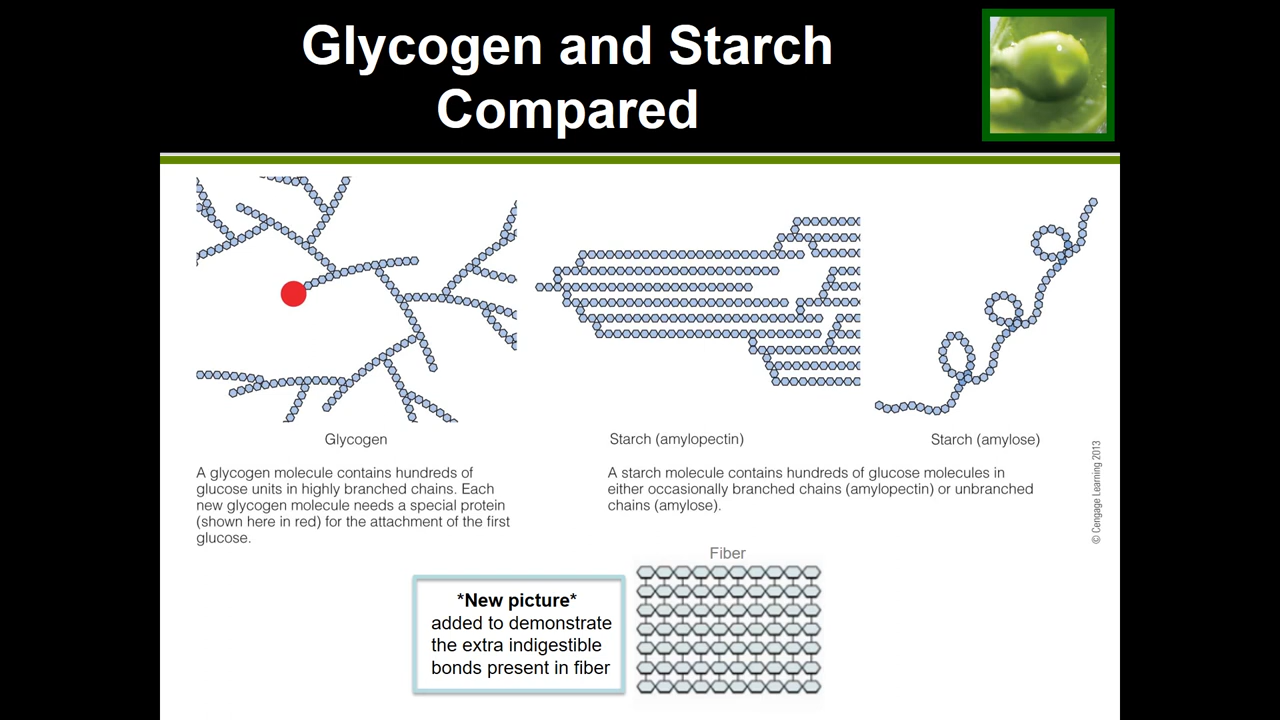 Glycogen and Starch
Compared
Glycogen
A glycogen molecule contains hundreds of
glucose units in highly branched chains. Each
new glycogen molecule needs a special protein
(shown here in red) for the attachment of the first
glucose.
Starch (amylopectin)
Starch (amylose)
A starch molecule contains hundreds of glucose molecules in
either occasionally branched chains (amylopectin) or unbranched
chains (amylose).
© Cengage Learning 2013
Fiber
*New picture*
added to demonstrate
the extra indigestible
bonds present in fiber